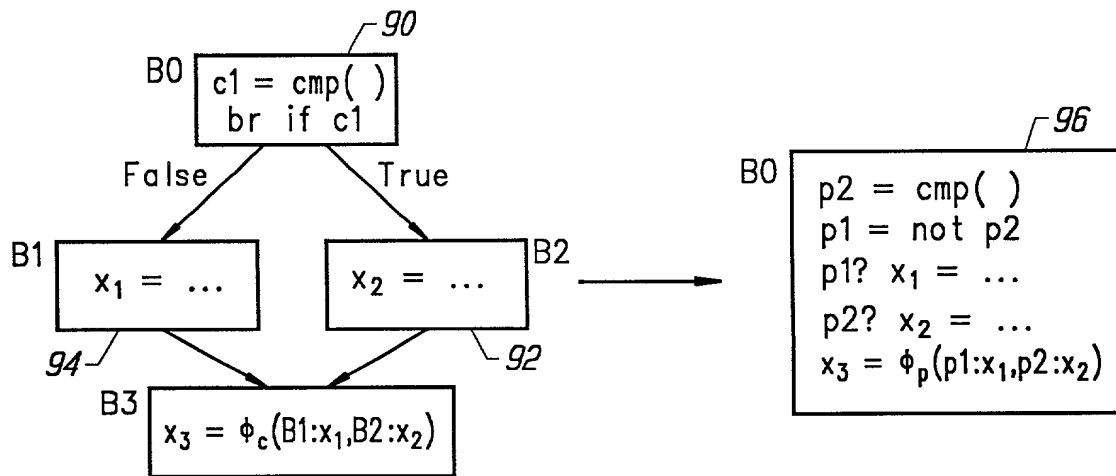 90
B0
c1 = cmp( )
br if c1
False
True
B1
x₁ = ...
94
x₂ = ...
B2
92
B3
x₃ = ϕc(B1:x₁,B2:x₂)
96
B0
p2 = cmp( )
p1 = not p2
p1? x₁ = ...
p2? x₂ = ...
x₃ = ϕp(p1:x₁,p2:x₂)